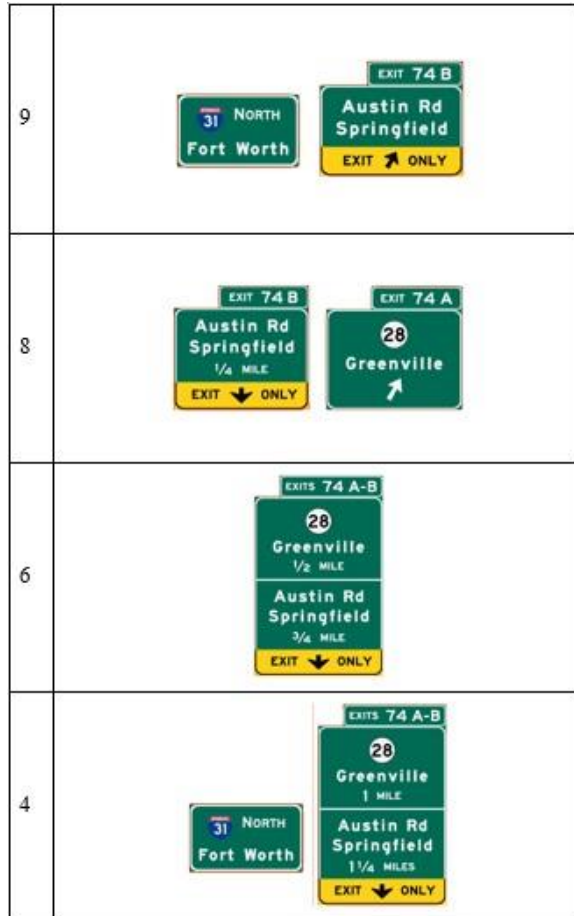 9
31 NORTH
Fort Worth
EXIT 74 B
Austin Rd
Springfield
EXIT ONLY
8
EXIT 74 B
Austin Rd
Springfield
1/4 MILE
EXIT ONLY
EXIT 74 A
28
Greenville
6
EXITS 74 A-B
28
Greenville
1/2 MILE
Austin Rd
Springfield
3/4 MILE
EXIT ONLY
4
31 NORTH
Fort Worth
EXITS 74 A-B
28
Greenville
1 MILE
Austin Rd
Springfield
1 1/4 MILES
EXIT ONLY